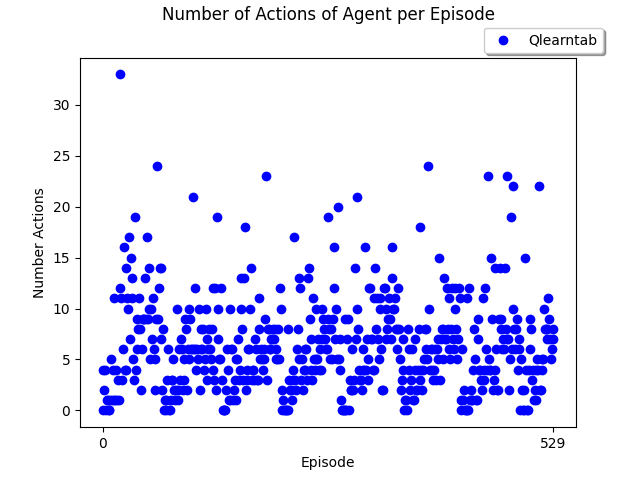 Number of Actions of Agent per Episode
Qlearntab
30
25
20
15
10
5
0
Number Actions
0 529
Episode